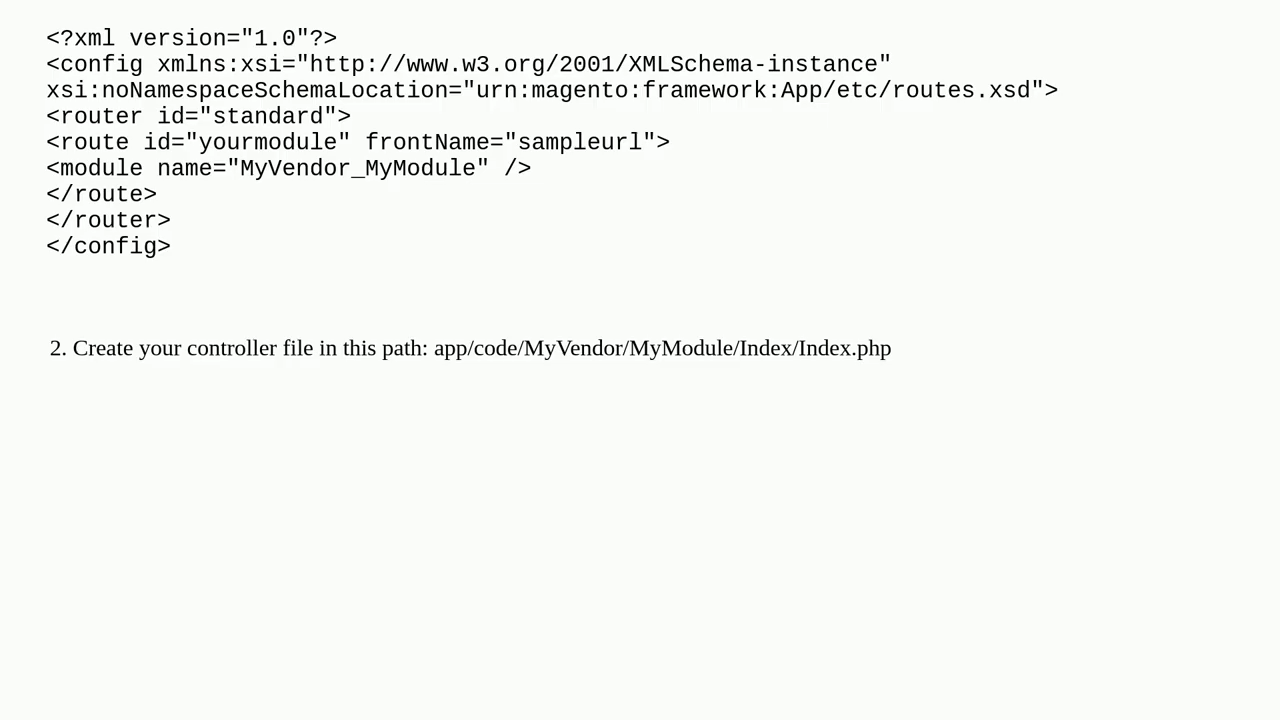 <?xml version="1.0"?>
<config xmlns:xsi="http://www.w3.org/2001/XMLSchema-instance"
xsi:noNamespaceSchemaLocation="urn:magento:framework:App/etc/routes.xsd">
<router id="standard">
<route id="yourmodule" frontName="sampleurl">
<module name="MyVendor_MyModule" />
</route>
</router>
</config>
2. Create your controller file in this path: app/code/MyVendor/MyModule/Index/Index.php